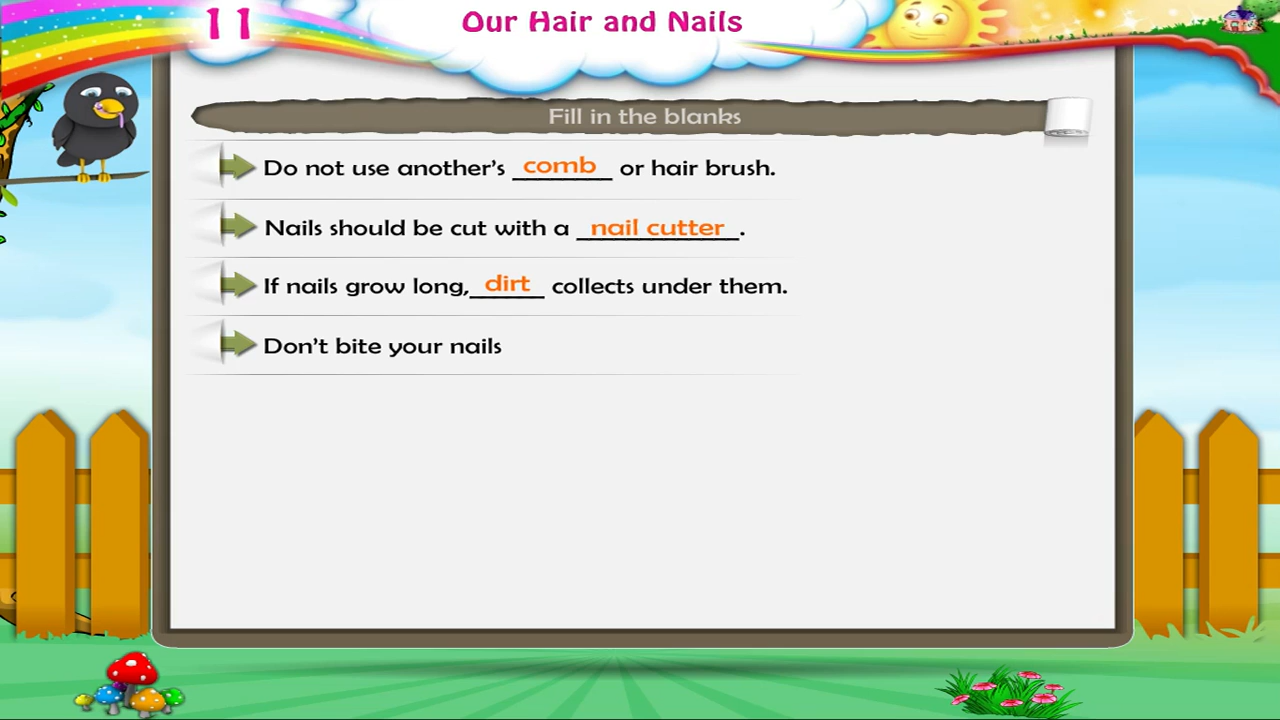 11
Our Hair and Nails
Fill in the blanks
Do not use another's comb or hair brush.
Nails should be cut with a nail cutter.
If nails grow long, dirt collects under them.
Don't bite your nails